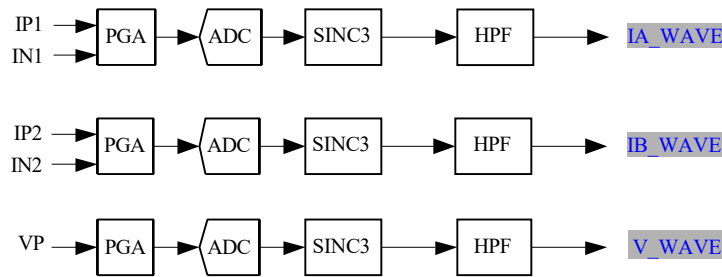 IP1
IN1
PGA
ADC
SINC3
HPF
IA_WAVE
IP2
IN2
PGA
ADC
SINC3
HPF
IB_WAVE
VP
PGA
ADC
SINC3
HPF
V_WAVE